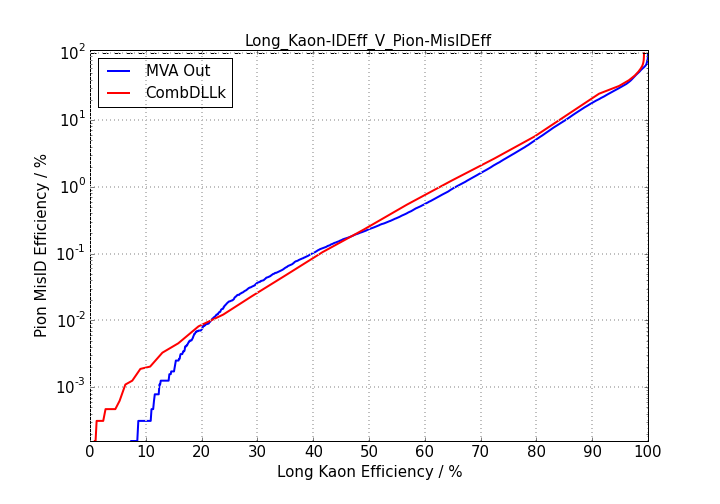 Long_Kaon-IDEff_V_Pion-MisIDEff
MVA Out
CombDLLk
10^2
10^1
10^0
10^-1
10^-2
10^-3
Pion MisID Efficiency / %
0 10 20 30 40 50 60 70 80 90 100
Long Kaon Efficiency / %